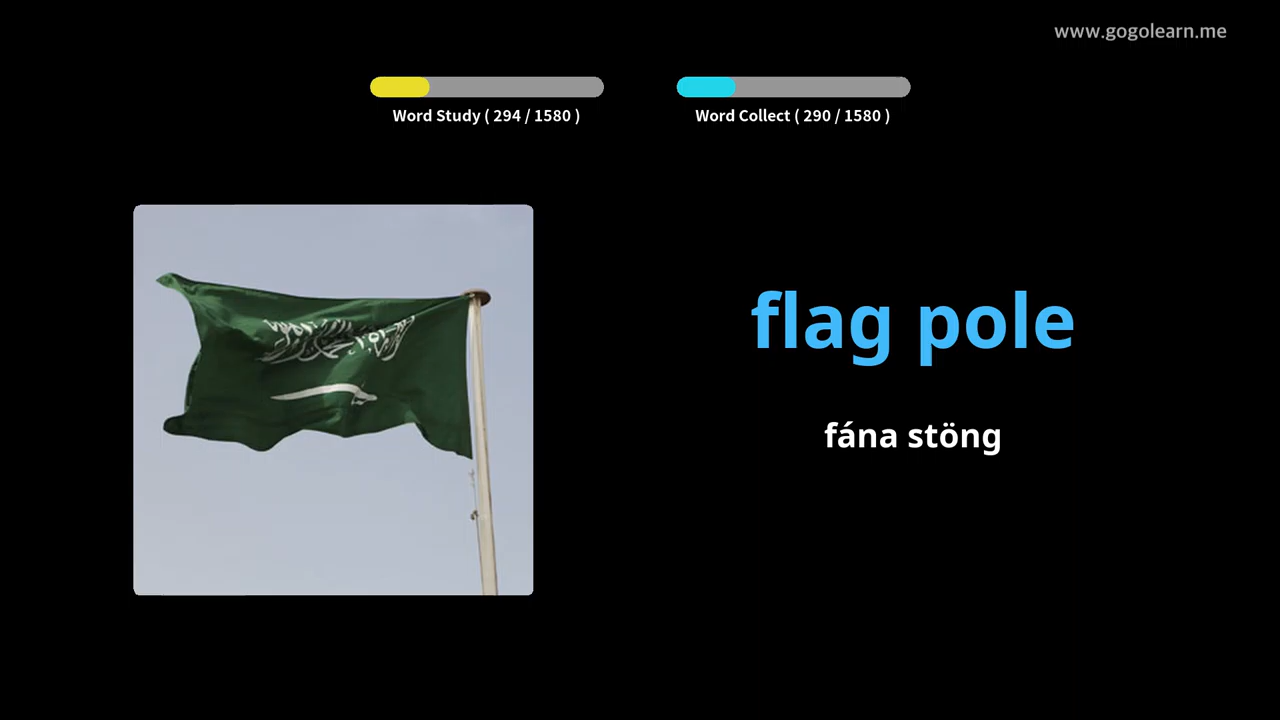 www.gogolearn.me
Word Study ( 294 / 1580 )
Word Collect ( 290 / 1580 )
flag pole
fána stöng